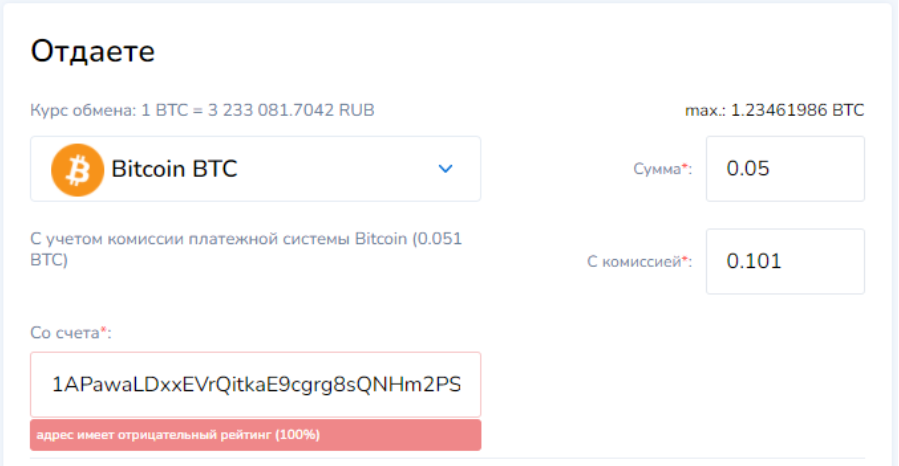 Отдаете
Курс обмена: 1 BTC = 3 233 081.7042 RUB
max.: 1.23461986 BTC
Bitcoin BTC
Сумма*:
0.05
С учетом комиссии платежной системы Bitcoin (0.051
BTC)
С комиссией*:
0.101
Со счета*:
1APawaLDxxEVrQitkaE9cgrg8sQNHm2PS
адрес имеет отрицательный рейтинг (100%)